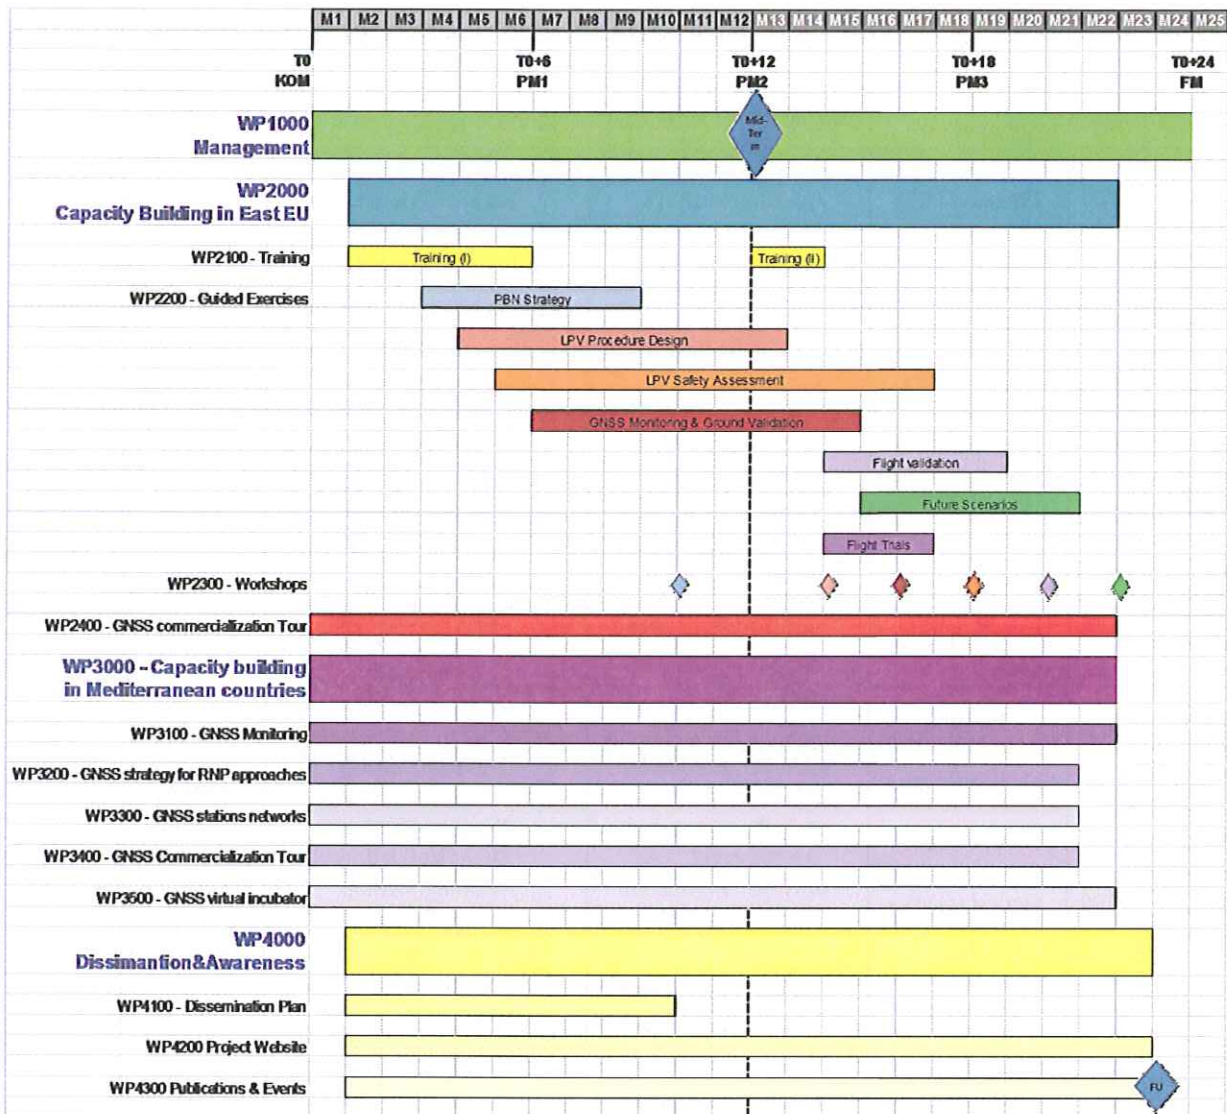 M1 M2 M3 M4 M5 M6 M7 M8 M9 M10 M11 M12 M13 M14 M15 M16 M17 M18 M19 M20 M21 M22 M23 M24 M25
T0 T0+6 T0+12 T0+18 T0+24
KOM PM1 PM2 PM3 FM
WP1000
Management
Mid-
Ter
m
WP2000
Capacity Building in East EU
WP2100 - Training Training (I) Training (II)
WP2200 - Guided Exercises PBN Strategy
LPV Procedure Design
LPV Safety Assessment
GNSS Monitoring & Ground Validation
Flight validation
Future Scenarios
Flight Trials
WP2300 - Workshops
WP2400 - GNSS commercialization Tour
WP3000 - Capacity building
in Mediterranean countries
WP3100 - GNSS Monitoring
WP3200 - GNSS strategy for RNP approaches
WP3300 - GNSS stations networks
WP3400 - GNSS Commercialization Tour
WP3500 - GNSS virtual incubator
WP4000
Dissimantion&Awareness
WP4100 - Dissemination Plan
WP4200 Project Website
WP4300 Publications & Events FU